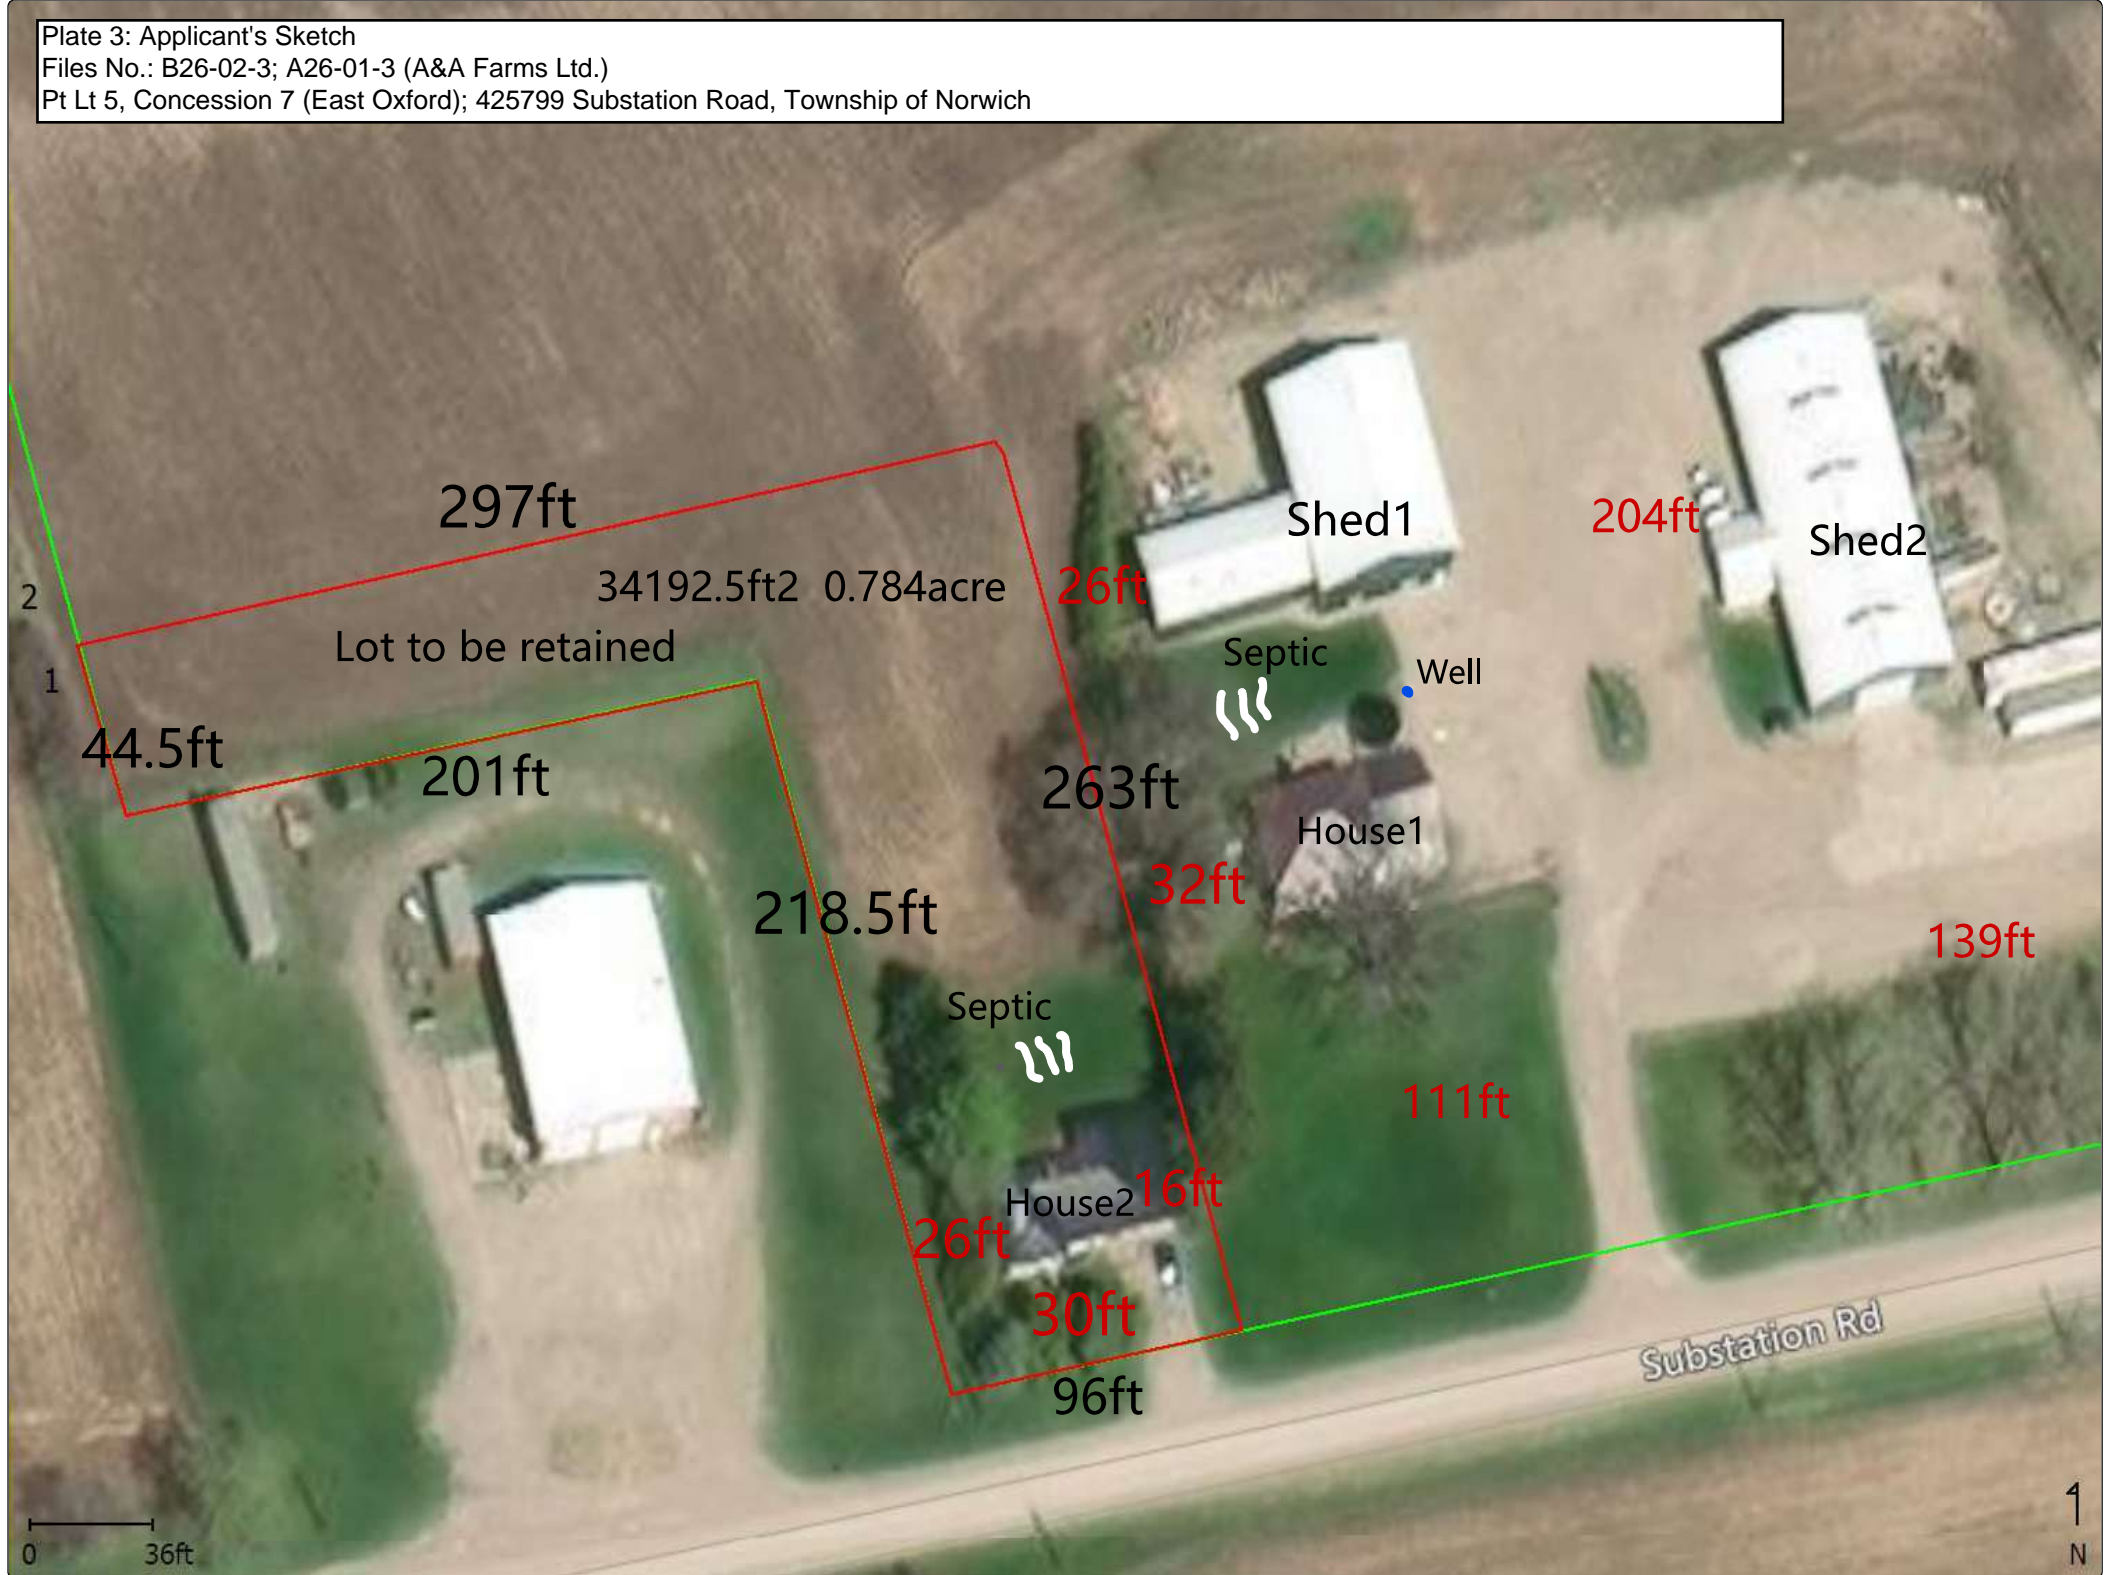 Plate 3: Applicant's Sketch
Files No.: B26-02-3; A26-01-3 (A&A Farms Ltd.)
Pt Lt 5, Concession 7 (East Oxford); 425799 Substation Road, Township of Norwich
297ft
Shed1
204ft
Shed2
34192.5ft2 0.784acre
26ft
2
Lot to be retained
Septic
Well
1
44.5ft
201ft
263ft
House1
32ft
218.5ft
139ft
Septic
111ft
House2
16ft
26ft
30ft
Substation Rd
96ft
0
36ft
N